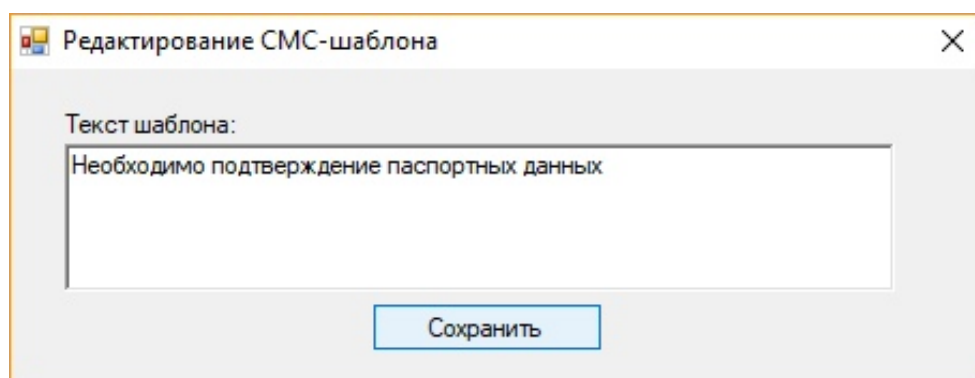 Редактирование СМС-шаблона
Текст шаблона:
Необходимо подтверждение паспортных данных
Сохранить